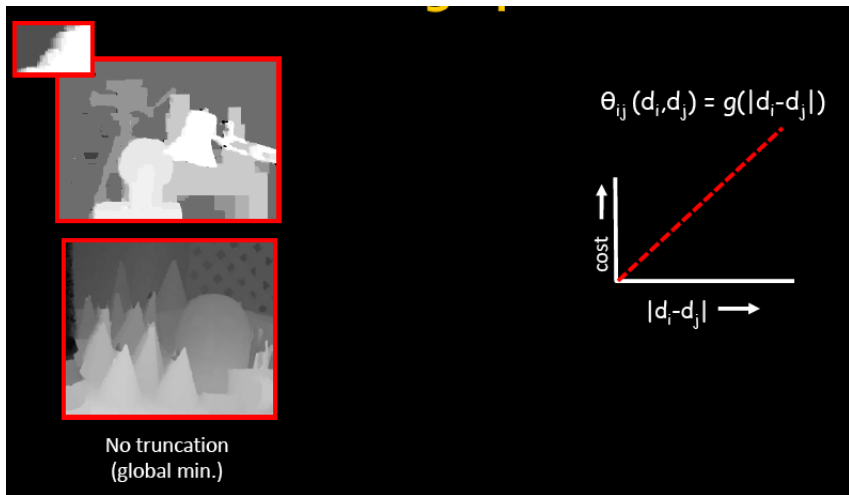 θij (di,dj) = g(|di-dj|)
cost
|di-dj|
No truncation
(global min.)